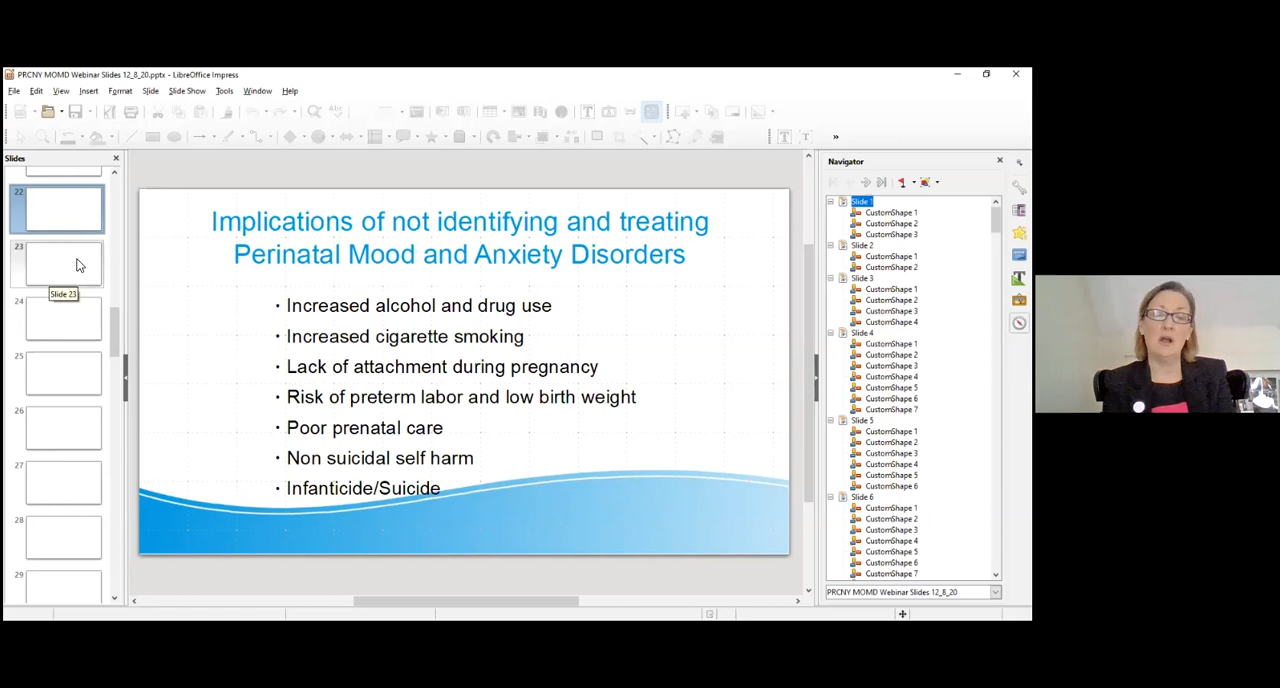 PRCNY MOMD Webinar Slides 12_8_20.pptx - LibreOffice Impress
File Edit View Insert Format Slide Slide Show Tools Window Help
Slides
22
23
Slide 23
24
25
26
27
28
29
Implications of not identifying and treating
Perinatal Mood and Anxiety Disorders
· Increased alcohol and drug use
· Increased cigarette smoking
· Lack of attachment during pregnancy
· Risk of preterm labor and low birth weight
· Poor prenatal care
· Non suicidal self harm
· Infanticide/Suicide
Navigator
Slide 1
CustomShape 1
CustomShape 2
CustomShape 3
Slide 2
CustomShape 1
CustomShape 2
Slide 3
CustomShape 1
CustomShape 2
CustomShape 3
CustomShape 4
Slide 4
CustomShape 1
CustomShape 2
CustomShape 3
CustomShape 4
CustomShape 5
CustomShape 6
CustomShape 7
Slide 5
CustomShape 1
CustomShape 2
CustomShape 3
CustomShape 4
CustomShape 5
CustomShape 6
Slide 6
CustomShape 1
CustomShape 2
CustomShape 3
CustomShape 4
CustomShape 5
CustomShape 6
CustomShape 7
PRCNY MOMD Webinar Slides 12_8_20